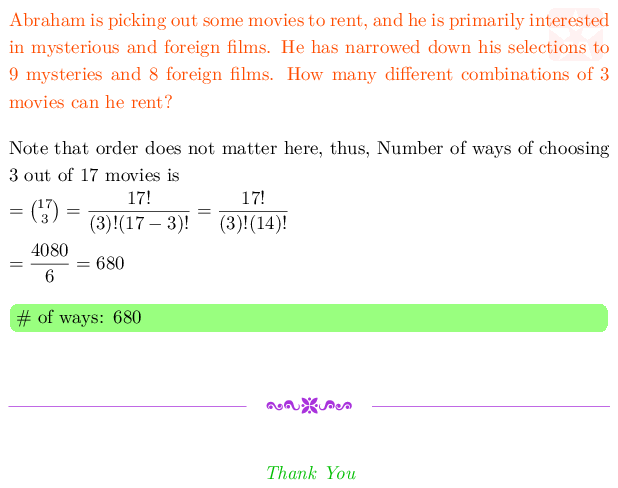 Abraham is picking out some movies to rent, and he is primarily interested
in mysterious and foreign films. He has narrowed down his selections to
9 mysteries and 8 foreign films. How many different combinations of 3
movies can he rent?
Note that order does not matter here, thus, Number of ways of choosing
3 out of 17 movies is
= (17 3) = 17! / (3)!(17 − 3)! = 17! / (3)!(14)!
= 4080 / 6 = 680
# of ways: 680
Thank You